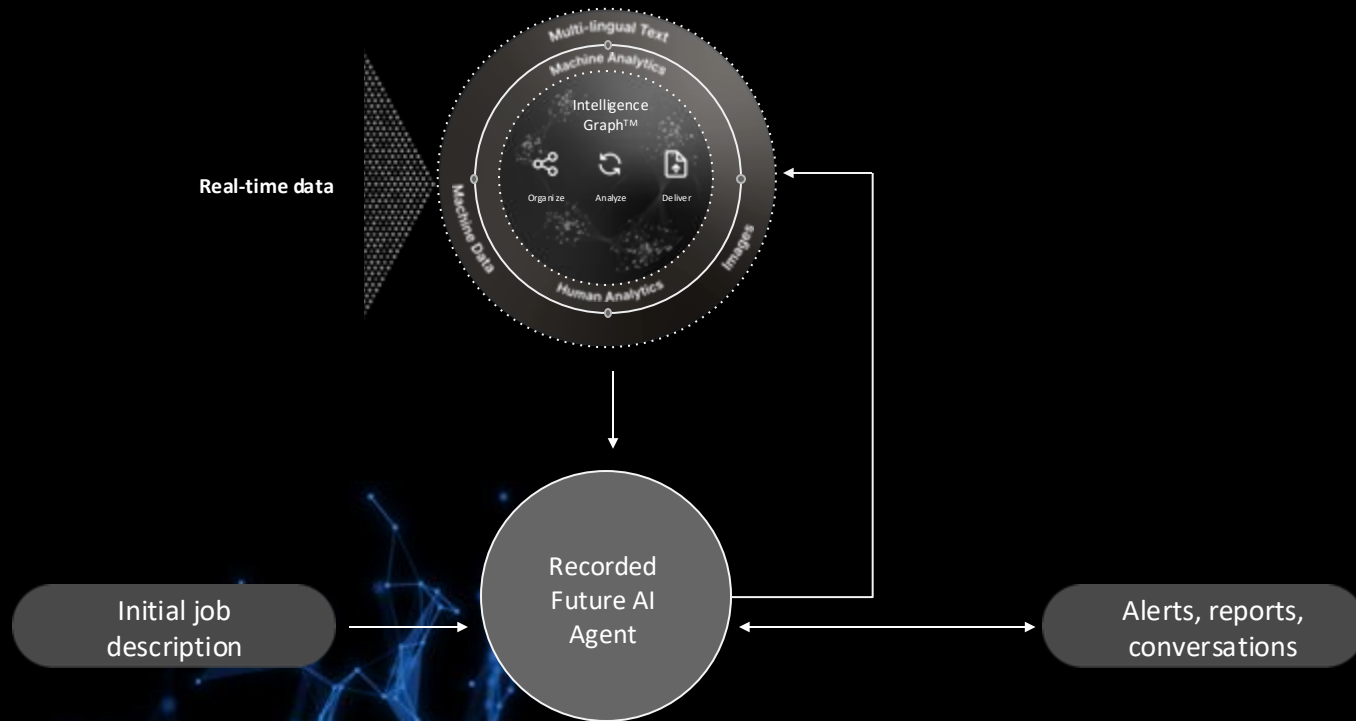 Multi-lingual Text
Machine Analytics
Intelligence
Graph™
Real-time data
Organize
Analyze
Deliver
Machine Data
Images
Human Analytics
Recorded
Future AI
Agent
Initial job
description
Alerts, reports,
conversations